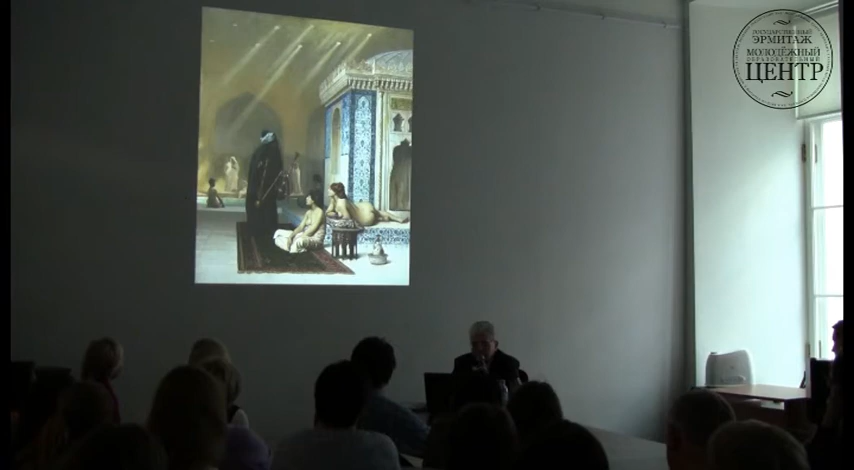 ГОСУДАРСТВЕННЫЙ
ЭРМИТАЖ
МОЛОДЁЖНЫЙ
ОБРАЗОВАТЕЛЬНЫЙ
ЦЕНТР